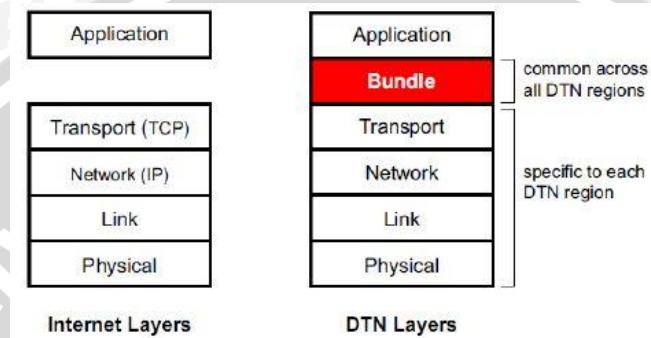 Application
Transport (TCP)
Network (IP)
Link
Physical
Internet Layers
Application
Bundle
Transport
Network
Link
Physical
DTN Layers
common across
all DTN regions
specific to each
DTN region